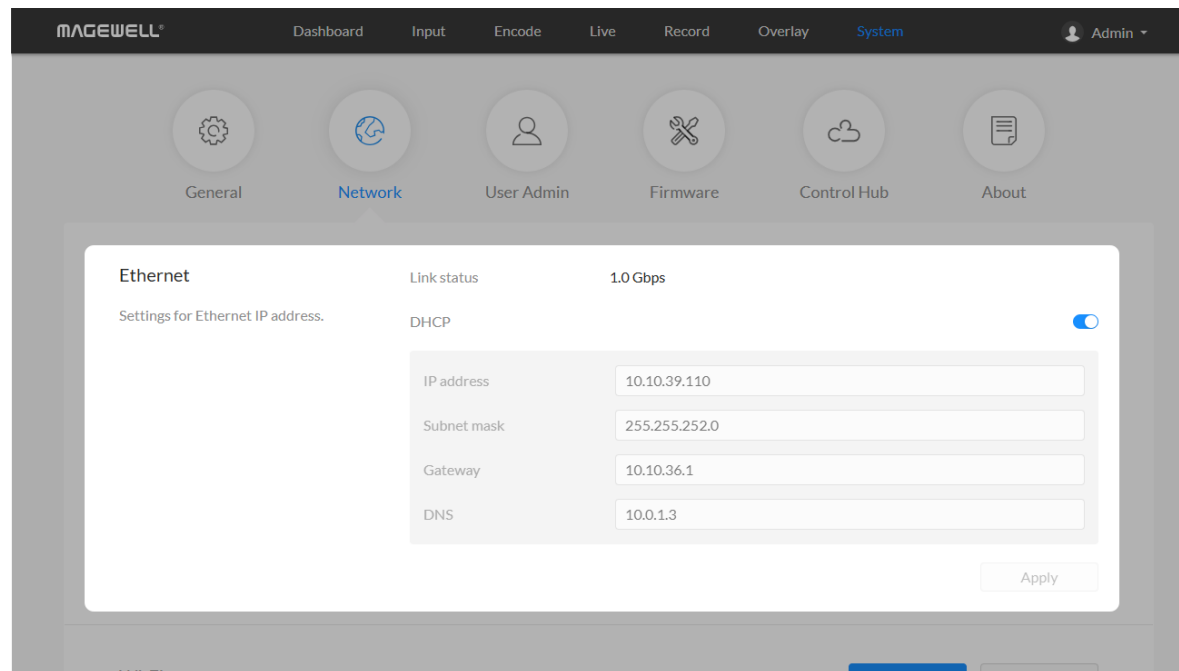 MAGEWELL®
Dashboard Input Encode Live Record Overlay System Admin
General Network User Admin Firmware Control Hub About
Ethernet
Settings for Ethernet IP address.
Link status 1.0 Gbps
DHCP
IP address 10.10.39.110
Subnet mask 255.255.252.0
Gateway 10.10.36.1
DNS 10.0.1.3
Apply